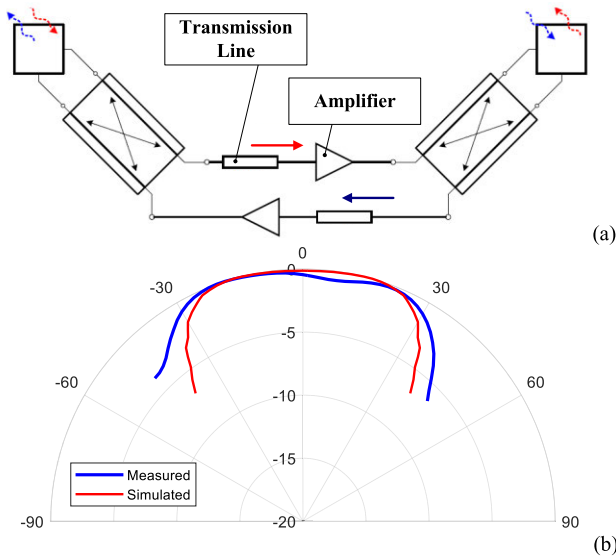 Transmission
Line
Amplifier
(a)
0
-30
0
30
-5
-60
60
-10
-15
Measured
Simulated
-90
-20
90
(b)